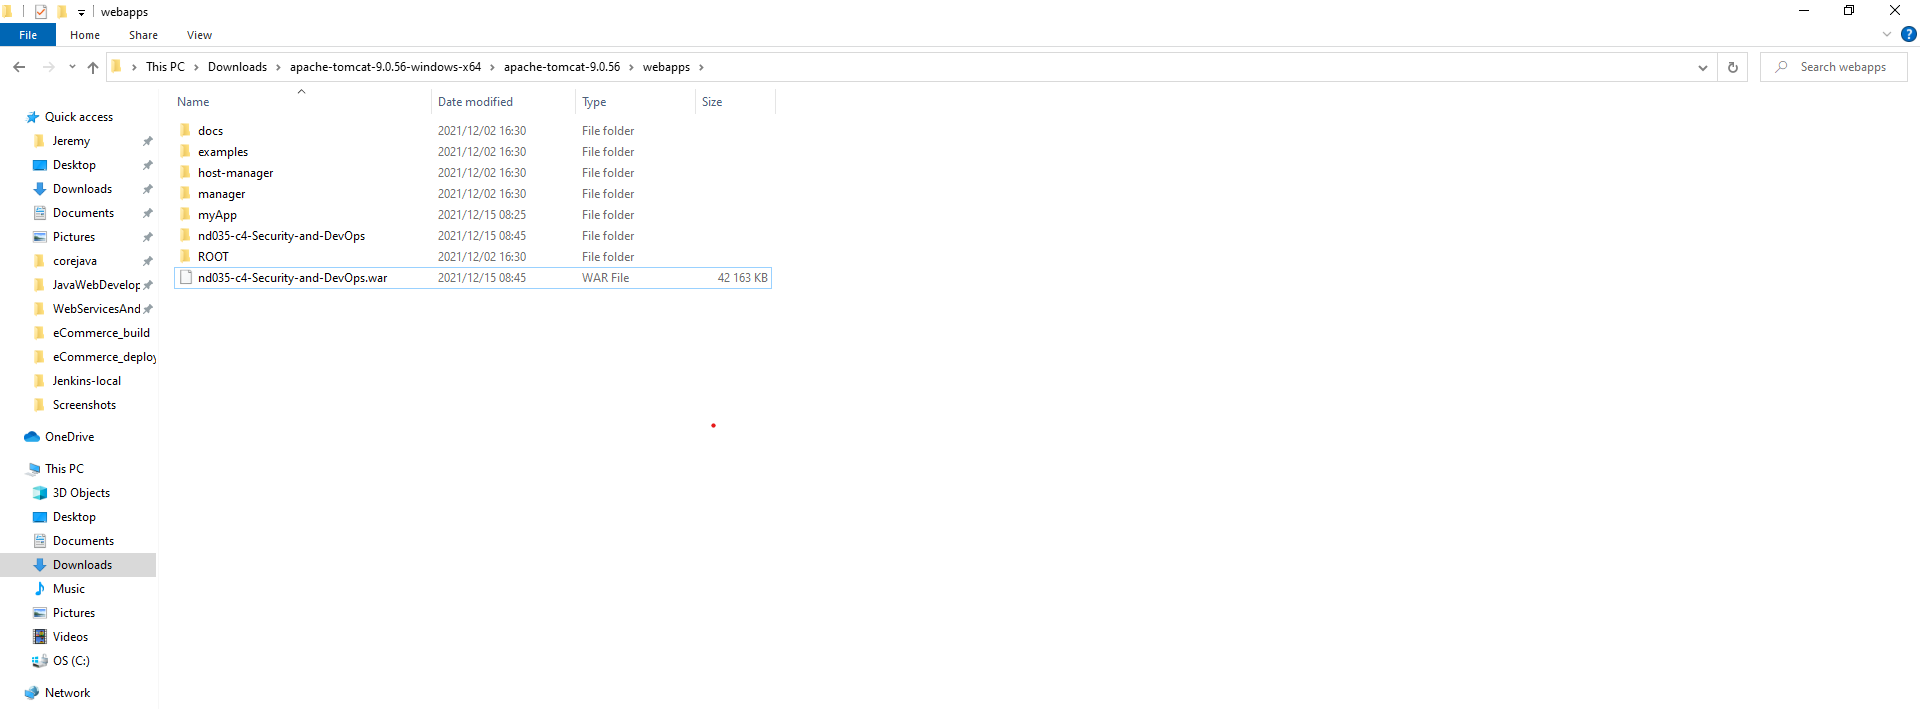 webapps
File Home Share View
This PC Downloads apache-tomcat-9.0.56-windows-x64 apache-tomcat-9.0.56 webapps Search webapps
Name Date modified Type Size
Quick access
Jeremy
Desktop
Downloads
Documents
Pictures
corejava
JavaWebDevelop
WebServicesAnd
eCommerce_build
eCommerce_deploy
Jenkins-local
Screenshots
OneDrive
This PC
3D Objects
Desktop
Documents
Downloads
Music
Pictures
Videos
OS (C:)
Network
docs 2021/12/02 16:30 File folder
examples 2021/12/02 16:30 File folder
host-manager 2021/12/02 16:30 File folder
manager 2021/12/02 16:30 File folder
myApp 2021/12/15 08:25 File folder
nd035-c4-Security-and-DevOps 2021/12/15 08:45 File folder
ROOT 2021/12/02 16:30 File folder
nd035-c4-Security-and-DevOps.war 2021/12/15 08:45 WAR File 42 163 KB